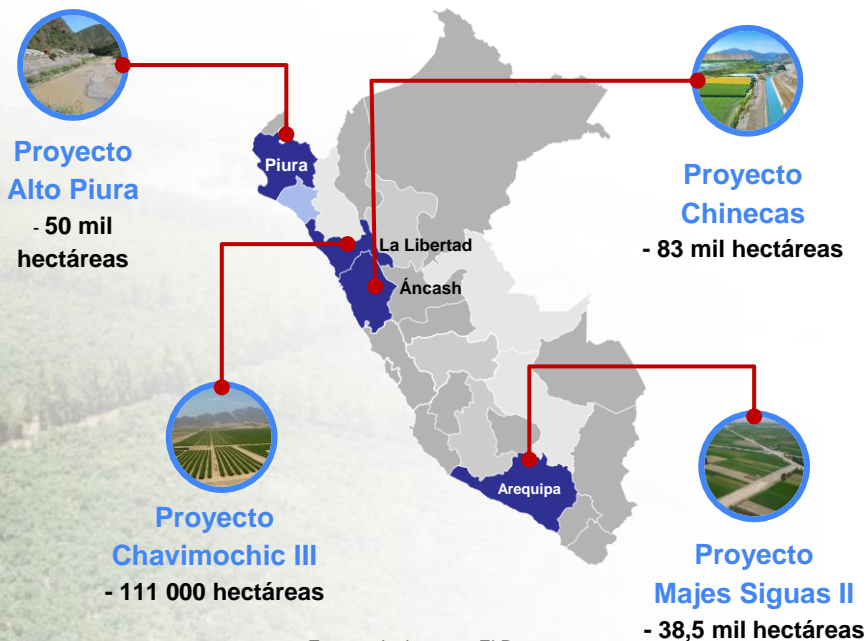 Proyecto
Alto Piura
- 50 mil
hectáreas
Piura
La Libertad
Áncash
Proyecto
Chinecas
- 83 mil hectáreas
Proyecto
Chavimochic III
- 111 000 hectáreas
Arequipa
Proyecto
Majes Siguas II
- 38,5 mil hectáreas